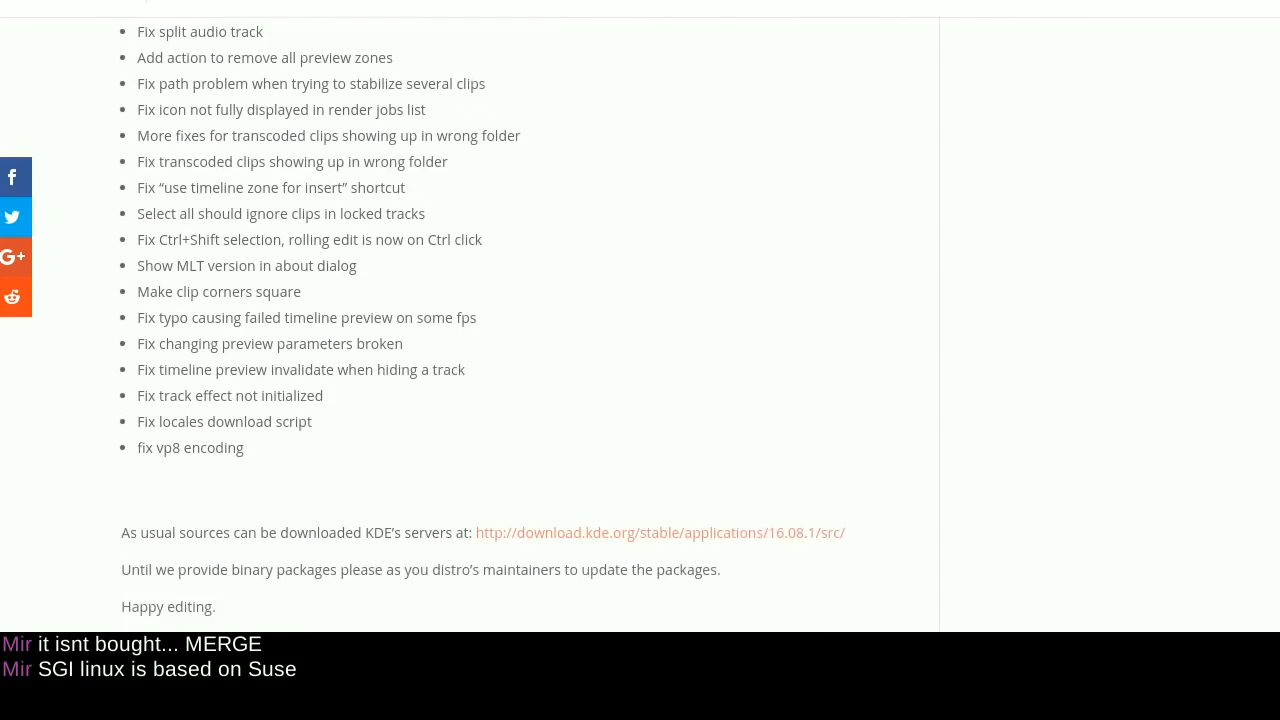 Fix split audio track
Add action to remove all preview zones
Fix path problem when trying to stabilize several clips
Fix icon not fully displayed in render jobs list
More fixes for transcoded clips showing up in wrong folder
Fix transcoded clips showing up in wrong folder
Fix “use timeline zone for insert” shortcut
Select all should ignore clips in locked tracks
Fix Ctrl+Shift selection, rolling edit is now on Ctrl click
Show MLT version in about dialog
Make clip corners square
Fix typo causing failed timeline preview on some fps
Fix changing preview parameters broken
Fix timeline preview invalidate when hiding a track
Fix track effect not initialized
Fix locales download script
fix vp8 encoding
As usual sources can be downloaded KDE’s servers at: http://download.kde.org/stable/applications/16.08.1/src/
Until we provide binary packages please as you distro’s maintainers to update the packages.
Happy editing.
Mir it isnt bought... MERGE
Mir SGI linux is based on Suse